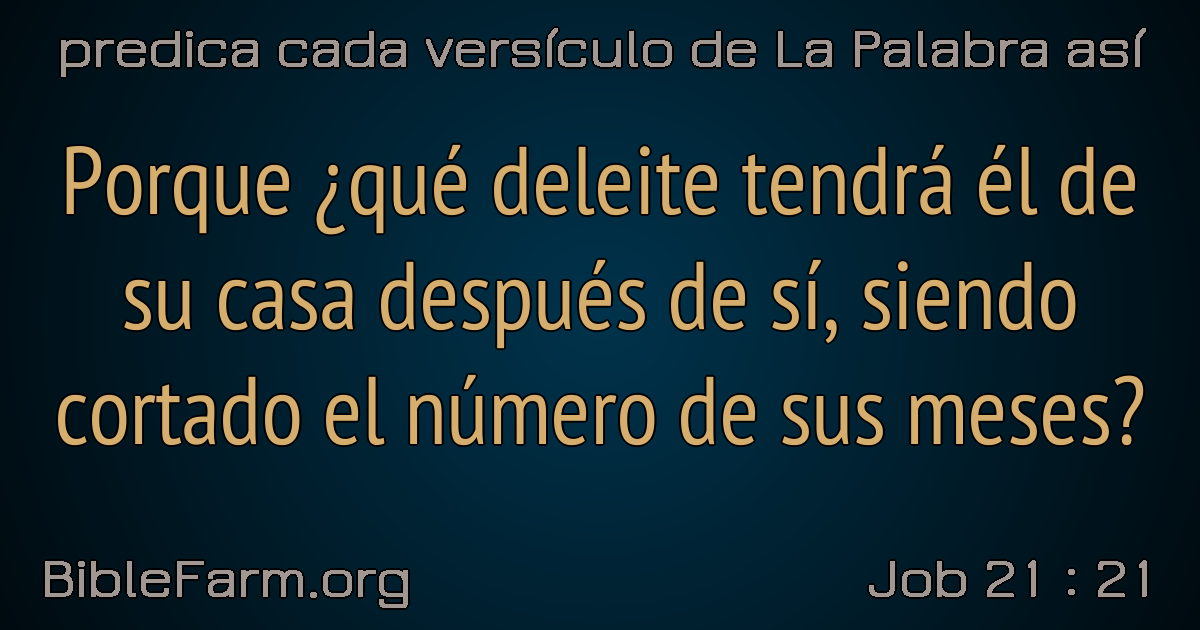 predica cada versículo de La Palabra así
Porque ¿qué deleite tendrá él de
su casa después de sí, siendo
cortado el número de sus meses?
BibleFarm.org
Job 21 : 21